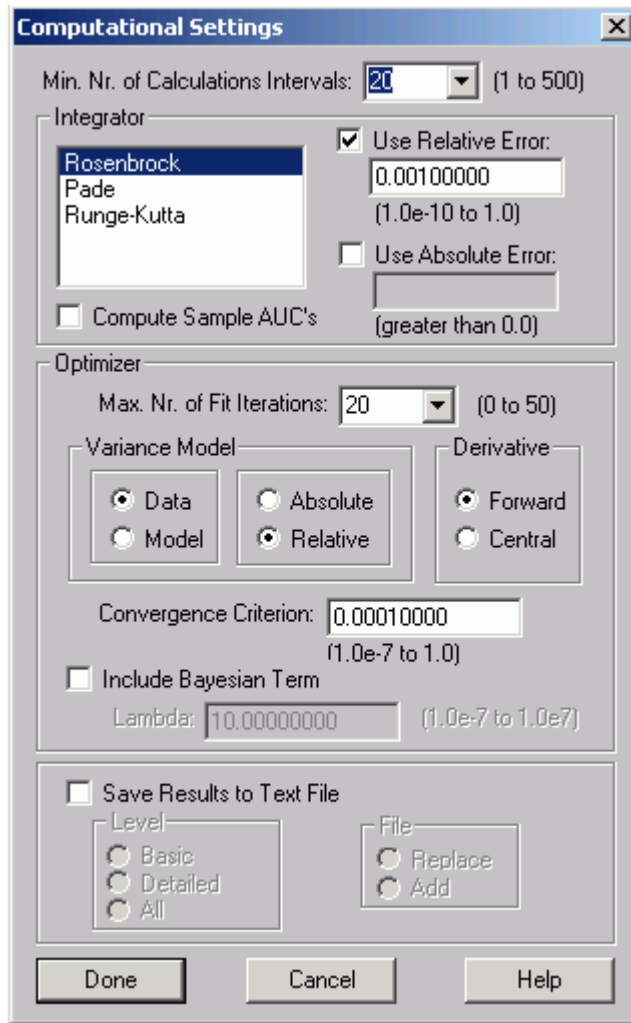 Computational Settings
Min. Nr. of Calculations Intervals: 20 (1 to 500)
Integrator
Rosenbrock
Pade
Runge-Kutta
Use Relative Error:
0.00100000
(1.0e-10 to 1.0)
Use Absolute Error:
(greater than 0.0)
Compute Sample AUC's
Optimizer
Max. Nr. of Fit Iterations: 20 (0 to 50)
Variance Model
Data
Model
Absolute
Relative
Derivative
Forward
Central
Convergence Criterion: 0.00010000
(1.0e-7 to 1.0)
Include Bayesian Term
Lambda: 10.00000000 (1.0e-7 to 1.0e7)
Save Results to Text File
Level
Basic
Detailed
All
File
Replace
Add
Done Cancel Help